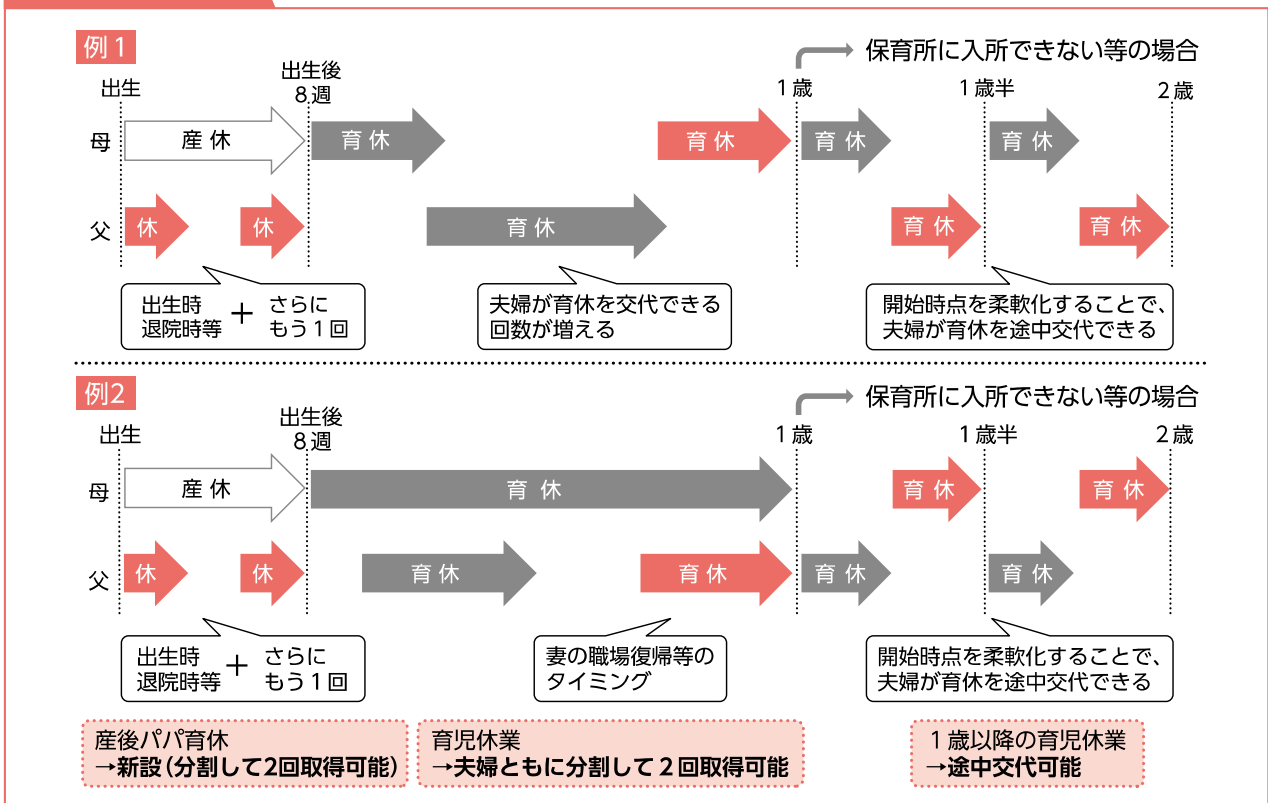 例1
保育所に入所できない等の場合
出生
出生後
8週
1歳
1歳半
2歳
母
産休
育休
育休
育休
育休
父
休
休
育休
育休
育休
出生時
退院時等
＋
さらに
もう1回
夫婦が育休を交代できる
回数が増える
開始時点を柔軟化することで、
夫婦が育休を途中交代できる
例2
保育所に入所できない等の場合
出生
出生後
8週
1歳
1歳半
2歳
母
産休
育休
育休
育休
父
休
休
育休
育休
育休
育休
出生時
退院時等
＋
さらに
もう1回
妻の職場復帰等の
タイミング
開始時点を柔軟化することで、
夫婦が育休を途中交代できる
産後パパ育休
→新設（分割して2回取得可能）
育児休業
→夫婦ともに分割して2回取得可能
1歳以降の育児休業
→途中交代可能